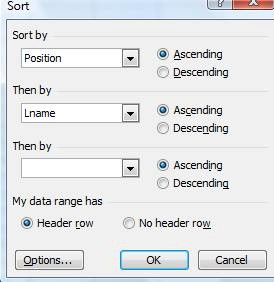 Sort
Sort by
Position
Ascending
Descending
Then by
Lname
Ascending
Descending
Then by
Ascending
Descending
My data range has
Header row
No header row
Options...
OK
Cancel